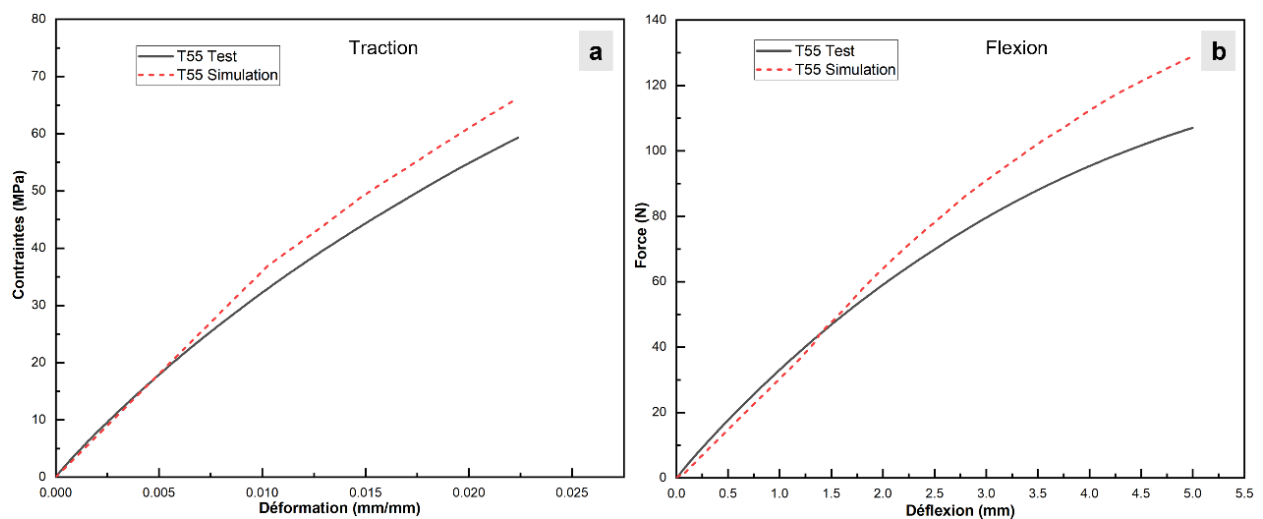 80
70
60
50
40
30
20
10
0
Contraintes (MPa)
T55 Test
T55 Simulation
Traction
a
0.000
0.005
0.010
0.015
0.020
0.025
Déformation (mm/mm)
140
120
100
80
60
40
20
0
Force (N)
T55 Test
T55 Simulation
Flexion
b
0.0
0.5
1.0
1.5
2.0
2.5
3.0
3.5
4.0
4.5
5.0
5.5
Déflexion (mm)